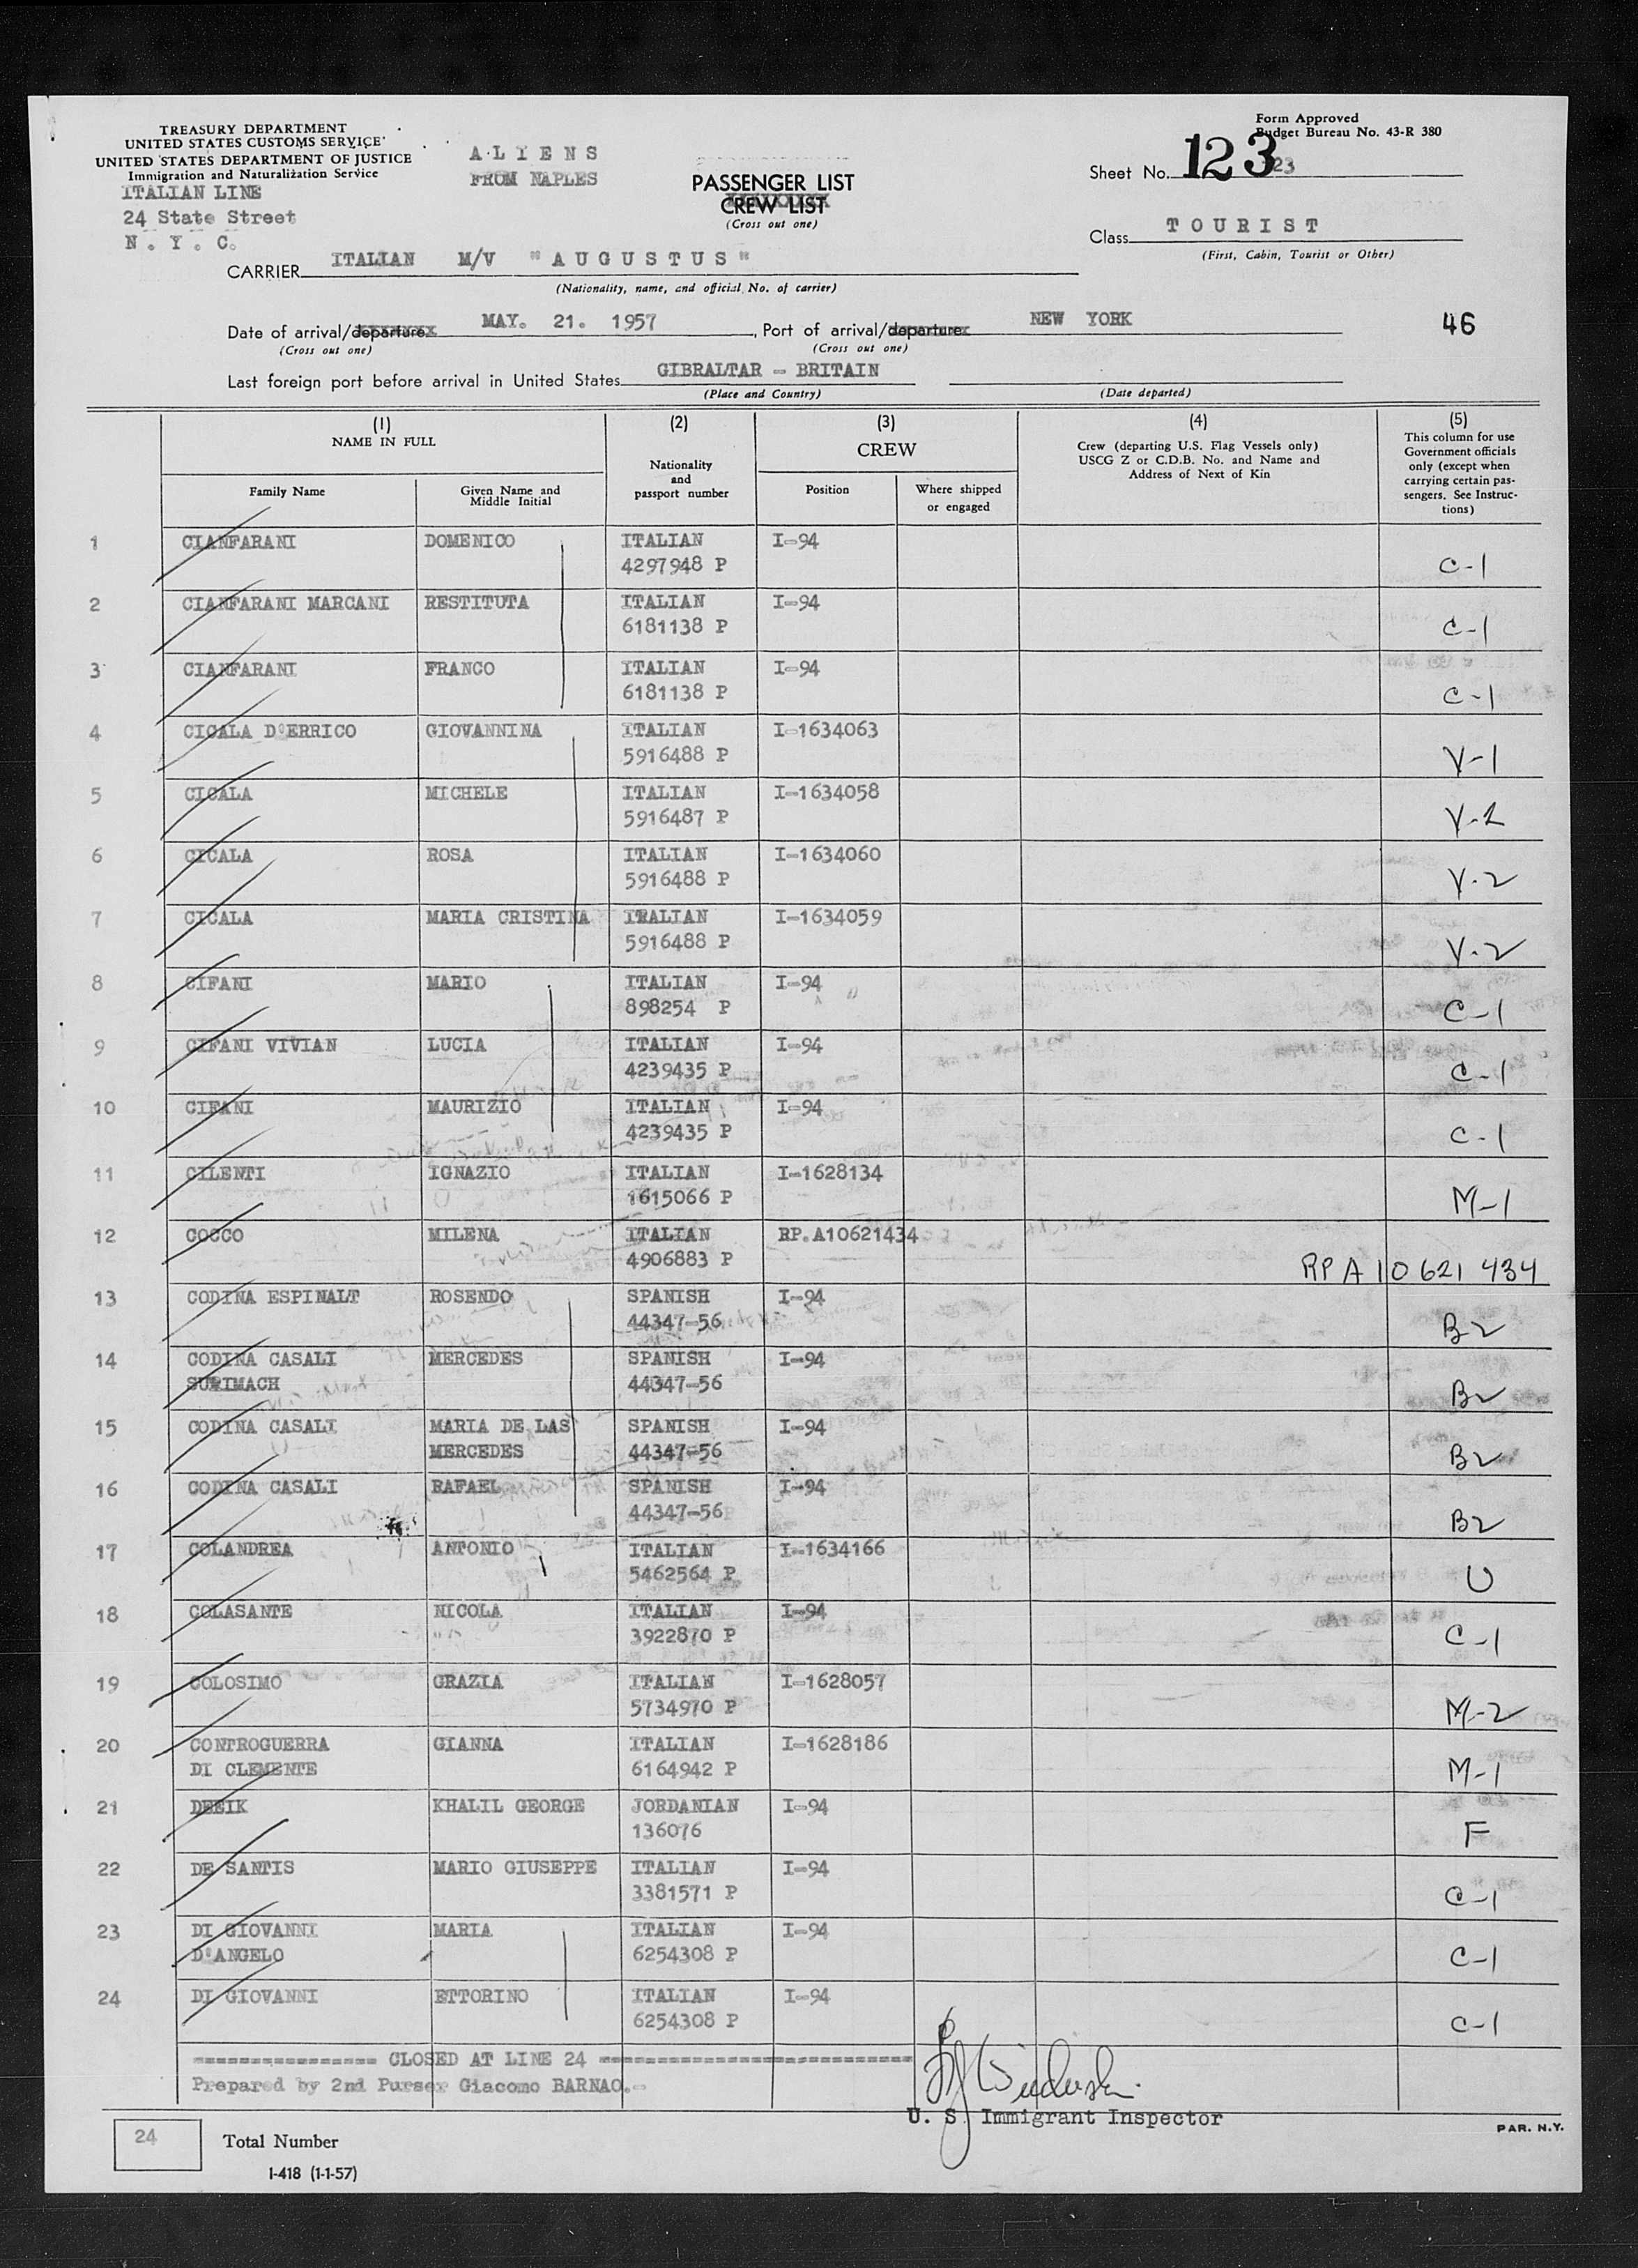 TREASURY DEPARTMENT
UNITED STATES CUSTOMS SERVICE
UNITED STATES DEPARTMENT OF JUSTICE
Immigration and Naturalization Service
ITALIAN LINE
24 State Street
N. Y. C.
A L I E N S
FROM NAPLES
PASSENGER LIST
CREW LIST
(Cross out one)
Form Approved
Budget Bureau No. 43-R 380
Sheet No. 123 23
Class TOURIST
(First, Cabin, Tourist or Other)
CARRIER ITALIAN M/V "AUGUSTUS"
(Nationality, name, and official No. of carrier)
Date of arrival/departure MAY. 21. 1957, Port of arrival/departure NEW YORK
(Cross out one) (Cross out one)
46
Last foreign port before arrival in United States GIBRALTAR - BRITAIN
(Place and Country) (Date departed)
(1) NAME IN FULL
Family Name
Given Name and Middle Initial
(2)
Nationality and passport number
(3)
CREW
Position
Where shipped or engaged
(4)
Crew (departing U.S. Flag Vessels only)
USCG Z or C.D.B. No. and Name and
Address of Next of Kin
(5)
This column for use
Government officials
only (except when
carrying certain pas-
sengers. See Instruc-
tions)
1 CIANFARANI DOMENICO ITALIAN I-94
4297948 P C-1
2 CIANFARANI MARCANI RESTITUTA ITALIAN I-94
6181138 P C-1
3 CIANFARANI FRANCO ITALIAN I-94
6181138 P C-1
4 CICALA D'ERRICO GIOVANNINA ITALIAN I-1634063
5916488 P V-1
5 CICALA MICHELE ITALIAN I-1634058
5916487 P V-2
6 CICALA ROSA ITALIAN I-1634060
5916488 P V-2
7 CICALA MARIA CRISTINA ITALIAN I-1634059
5916488 P V-2
8 CIFANI MARIO ITALIAN I-94
898254 P C-1
9 CIFANI VIVIAN LUCIA ITALIAN I-94
4239435 P C-1
10 CIFANI MAURIZIO ITALIAN I-94
4239435 P C-1
11 CILENTI IGNAZIO ITALIAN I-1628134
1615066 P M-1
12 COCCO MILENA ITALIAN RP.A10621434
4906883 P RP A10 621 434
13 CODINA ESPINALT ROSENDO SPANISH I-94
44347-56 B2
14 CODINA CASALI MERCEDES SPANISH I-94
SURIMACH 44347-56 B2
15 CODINA CASALI MARIA DE LAS SPANISH I-94
MERCEDES 44347-56 B2
16 CODINA CASALI RAFAEL SPANISH I-94
44347-56 B2
17 COLANDREA ANTONIO ITALIAN I-1634166
5462564 P U
18 COLASANTE NICOLA ITALIAN I-94
3922870 P C-1
19 COLOSIMO GRAZIA ITALIAN I-1628057
5734970 P M-2
20 CONTROGUERRA GIANNA ITALIAN I-1628186
DI CLEMENTE 6164942 P M-1
21 DEEIK KHALIL GEORGE JORDANIAN I-94
136076 F
22 DE SANTIS MARIO GIUSEPPE ITALIAN I-94
3381571 P C-1
23 DI GIOVANNI MARIA ITALIAN I-94
D'ANGELO 6254308 P C-1
24 DI GIOVANNI ETTORINO ITALIAN I-94
6254308 P C-1
================ CLOSED AT LINE 24 ===========================
Prepared by 2nd Purser Giacomo BARNAO.-
U. S. Immigrant Inspector
PAR. N.Y.
24 Total Number
I-418 (1-1-57)